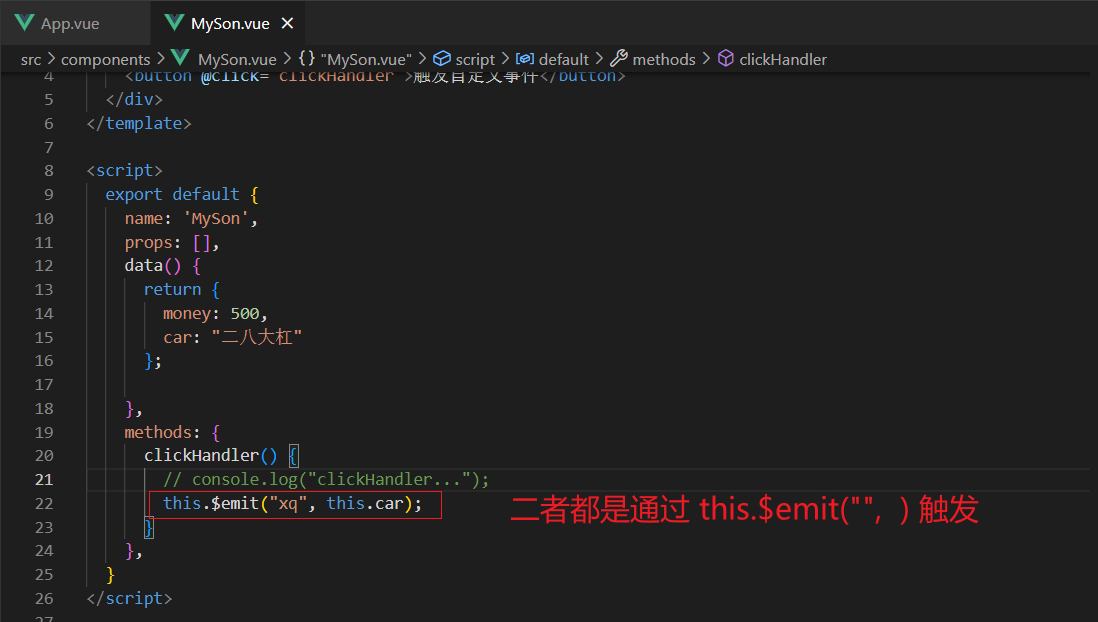 App.vue MySon.vue ×
src > components > MySon.vue > {} "MySon.vue" > script > default > methods > clickHandler
4 <button @click="clickHandler">触发自定义事件</button>
5 </div>
6 </template>
7
8 <script>
9 export default {
10 name: 'MySon',
11 props: [],
12 data() {
13 return {
14 money: 500,
15 car: "二八大杠"
16 };
17
18 },
19 methods: {
20 clickHandler() {
21 // console.log("clickHandler...");
22 this.$emit("xq", this.car); 二者都是通过 this.$emit("", ) 触发
23 }
24 },
25 }
26 </script>
27